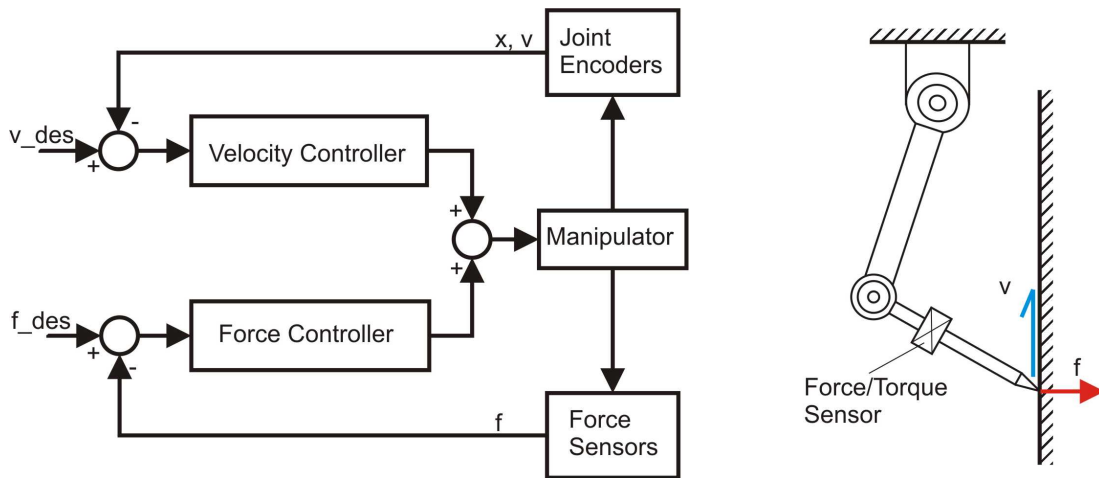 x, v
Joint
Encoders
v_des
-
+
Velocity Controller
+
Manipulator
+
f_des
+
-
Force Controller
f
Force
Sensors
v
f
Force/Torque
Sensor